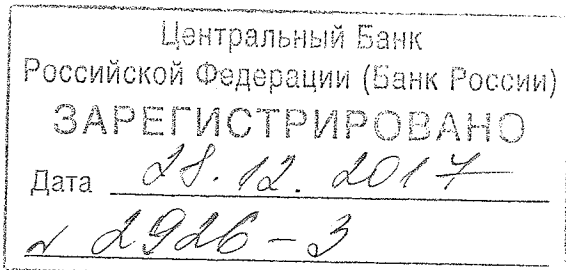 Центральный Банк
Российской Федерации (Банк России)
ЗАРЕГИСТРИРОВАНО
Дата 28.12.2017
№ 2926-3